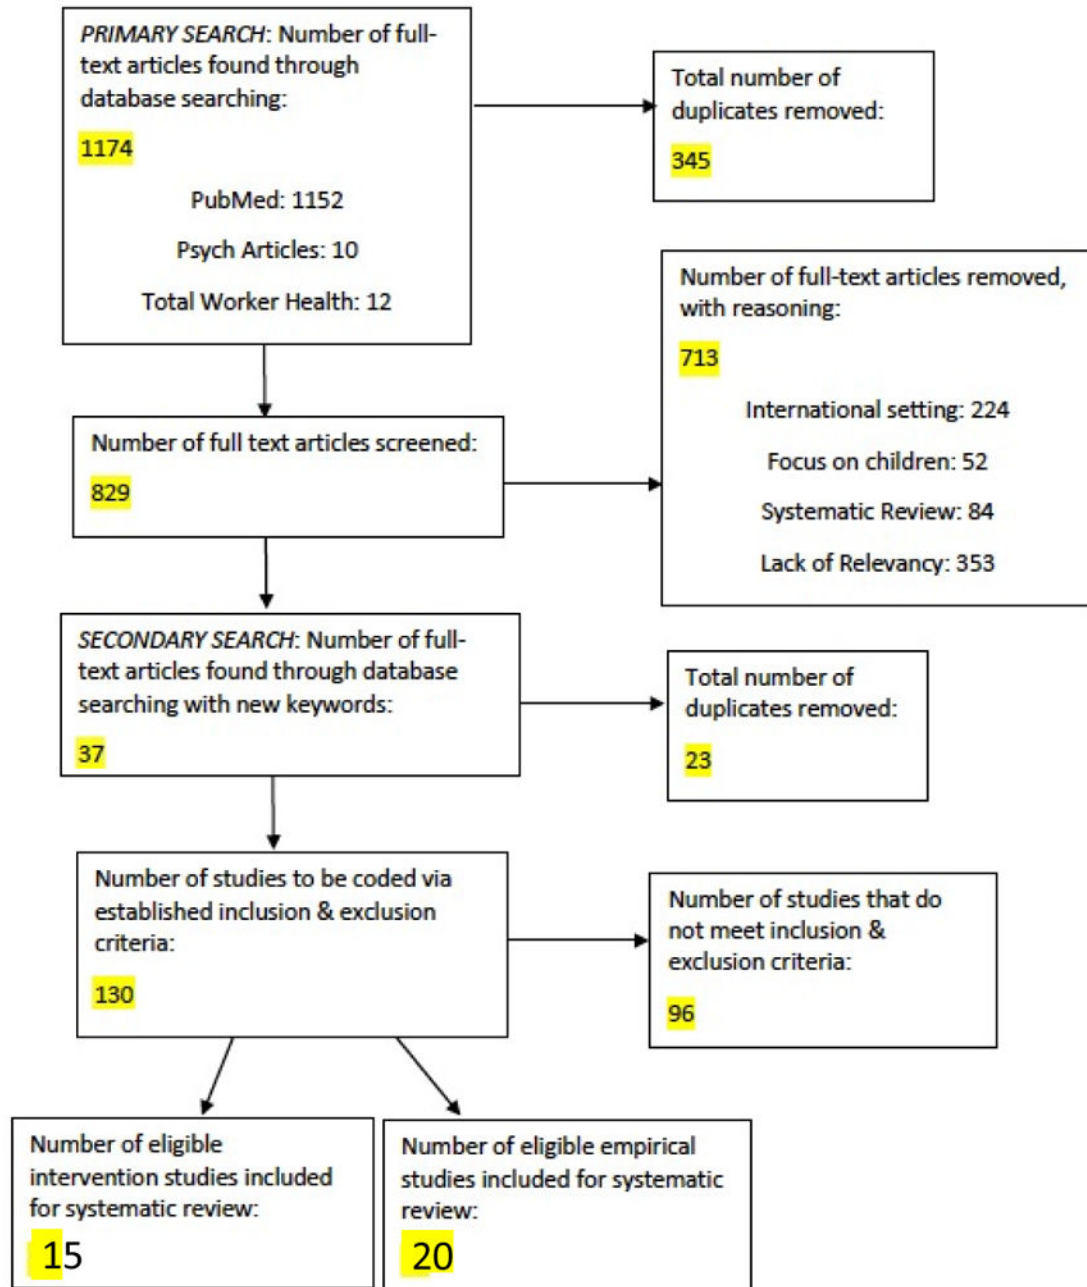 PRIMARY SEARCH: Number of full-
text articles found through
database searching:
1174
PubMed: 1152
Psych Articles: 10
Total Worker Health: 12
Total number of
duplicates removed:
345
Number of full-text articles removed,
with reasoning:
713
International setting: 224
Focus on children: 52
Systematic Review: 84
Lack of Relevancy: 353
Number of full text articles screened:
829
SECONDARY SEARCH: Number of full-
text articles found through database
searching with new keywords:
37
Total number of
duplicates removed:
23
Number of studies to be coded via
established inclusion & exclusion
criteria:
130
Number of studies that do
not meet inclusion &
exclusion criteria:
96
Number of eligible
intervention studies included
for systematic review:
15
Number of eligible empirical
studies included for systematic
review:
20